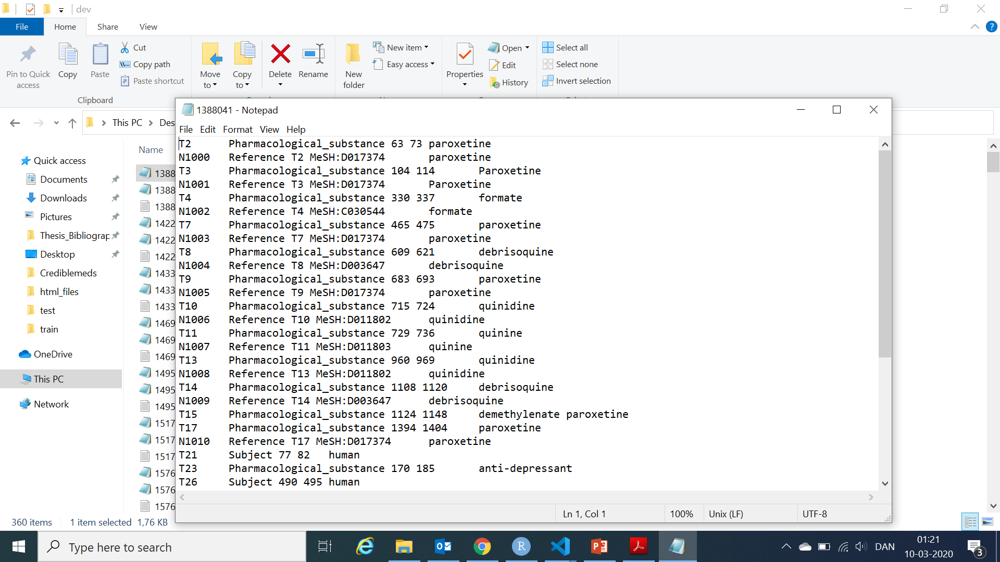 dev
File Home Share View
Pin to Quick access
Copy
Paste
Cut
Copy path
Paste shortcut
Clipboard
Move to
Copy to
Delete
Rename
New folder
New item
Easy access
Properties
Open
Edit
History
Select all
Select none
Invert selection
This PC Des
1388041 - Notepad
File Edit Format View Help
Name
Quick access
Documents
Downloads
Pictures
Thesis_Bibliograp
Desktop
Crediblemeds
html_files
test
train
OneDrive
This PC
Network
1388
1388
1388
1422
1422
1422
1433
1433
1433
1469
1469
1469
1495
1495
1495
1517
1517
1517
1576
1576
1576
T2 Pharmacological_substance 63 73 paroxetine
N1000 Reference T2 MeSH:D017374 paroxetine
T3 Pharmacological_substance 104 114 Paroxetine
N1001 Reference T3 MeSH:D017374 Paroxetine
T4 Pharmacological_substance 330 337 formate
N1002 Reference T4 MeSH:C030544 formate
T7 Pharmacological_substance 465 475 paroxetine
N1003 Reference T7 MeSH:D017374 paroxetine
T8 Pharmacological_substance 609 621 debrisoquine
N1004 Reference T8 MeSH:D003647 debrisoquine
T9 Pharmacological_substance 683 693 paroxetine
N1005 Reference T9 MeSH:D017374 paroxetine
T10 Pharmacological_substance 715 724 quinidine
N1006 Reference T10 MeSH:D011802 quinidine
T11 Pharmacological_substance 729 736 quinine
N1007 Reference T11 MeSH:D011803 quinine
T13 Pharmacological_substance 960 969 quinidine
N1008 Reference T13 MeSH:D011802 quinidine
T14 Pharmacological_substance 1108 1120 debrisoquine
N1009 Reference T14 MeSH:D003647 debrisoquine
T15 Pharmacological_substance 1124 1148 demethylenate paroxetine
T17 Pharmacological_substance 1394 1404 paroxetine
N1010 Reference T17 MeSH:D017374 paroxetine
T21 Subject 77 82 human
T23 Pharmacological_substance 170 185 anti-depressant
T26 Subject 490 495 human
Ln 1, Col 1 100% Unix (LF) UTF-8
360 items 1 item selected 1,76 KB
Type here to search
DAN
01:21
10-03-2020
3